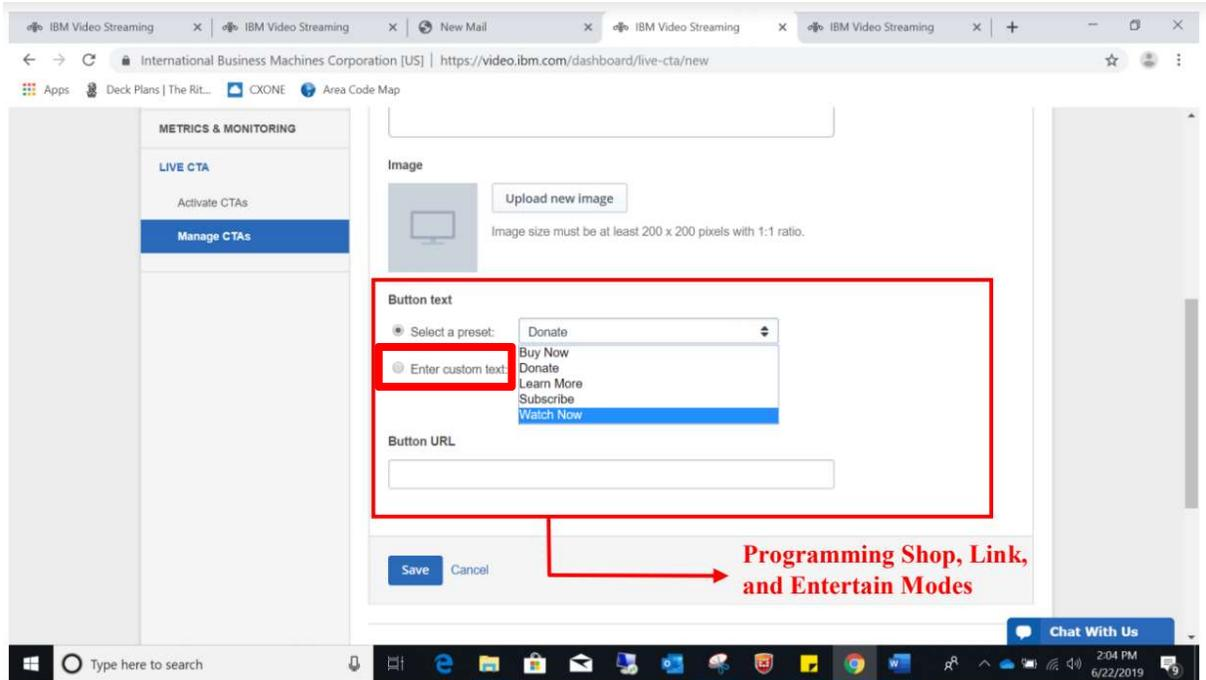 IBM Video Streaming
IBM Video Streaming
New Mail
IBM Video Streaming
IBM Video Streaming
International Business Machines Corporation [US] | https://video.ibm.com/dashboard/live-cta/new
Apps
Deck Plans | The Rit...
CXONE
Area Code Map
METRICS & MONITORING
LIVE CTA
Activate CTAs
Manage CTAs
Image
Upload new image
Image size must be at least 200 x 200 pixels with 1:1 ratio.
Button text
Select a preset:
Donate
Enter custom text:
Buy Now
Donate
Learn More
Subscribe
Watch Now
Button URL
Save
Cancel
Programming Shop, Link,
and Entertain Modes
Chat With Us
Type here to search
2:04 PM
6/22/2019